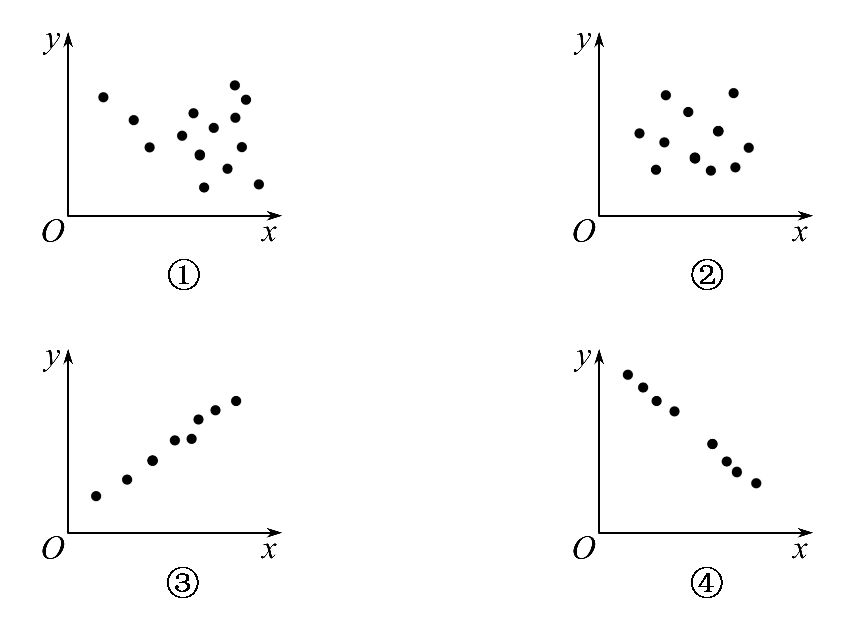 y y
O x O x
① ②
y y
O x O x
③ ④